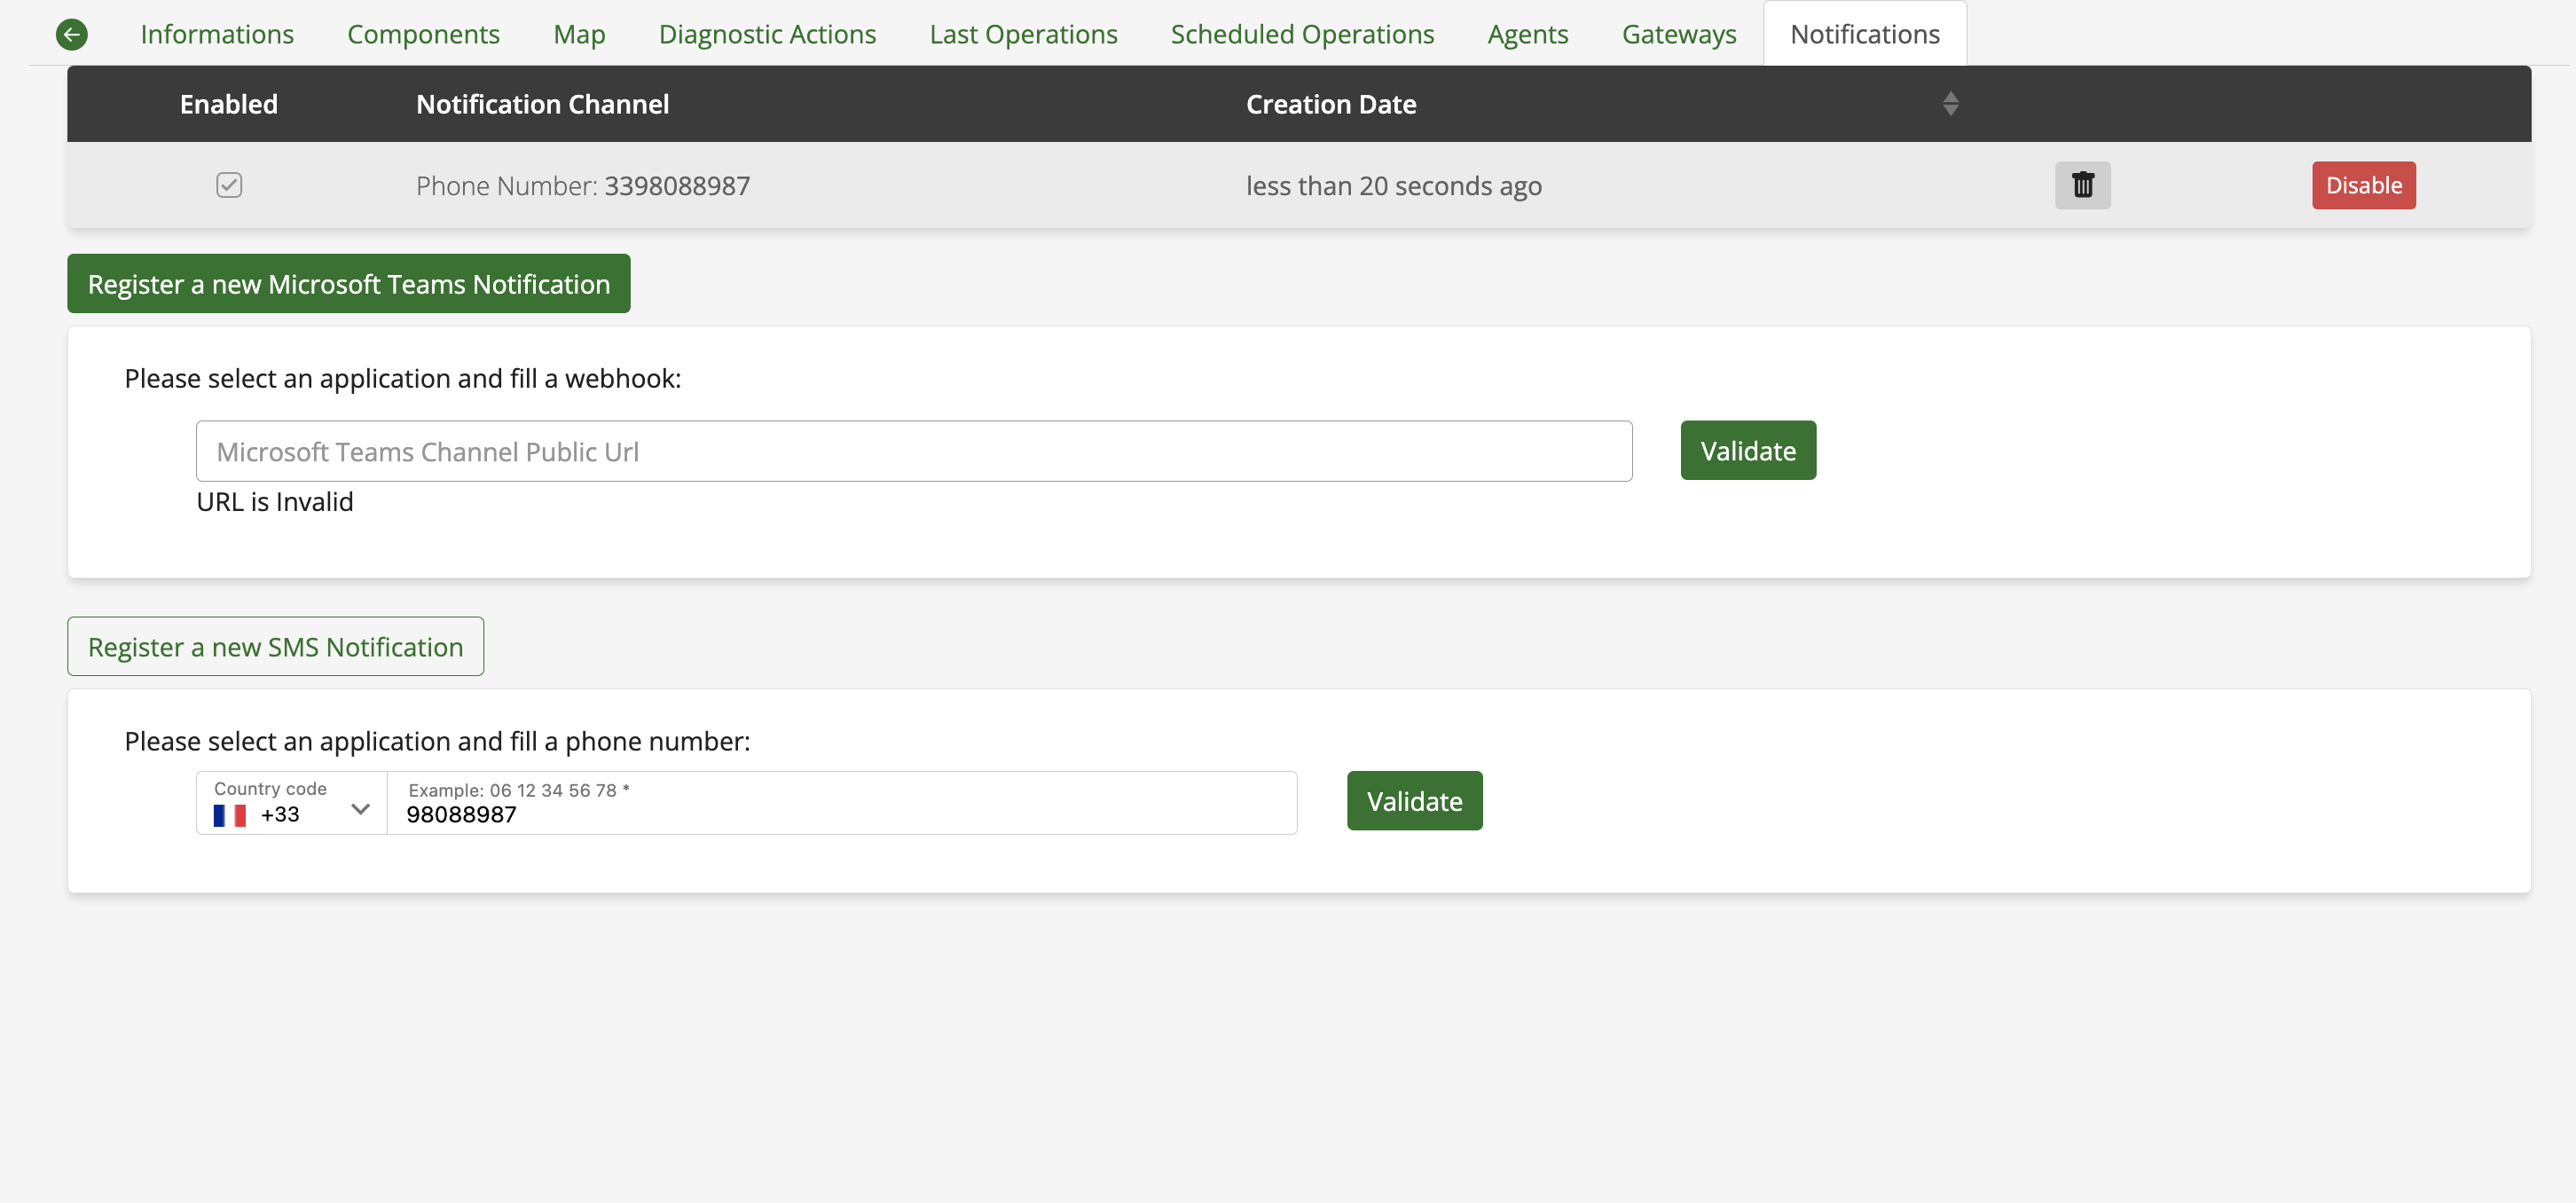 Informations Components Map Diagnostic Actions Last Operations Scheduled Operations Agents Gateways Notifications
Enabled Notification Channel Creation Date
Phone Number: 3398088987 less than 20 seconds ago Disable
Register a new Microsoft Teams Notification
Please select an application and fill a webhook:
Microsoft Teams Channel Public Url Validate
URL is Invalid
Register a new SMS Notification
Please select an application and fill a phone number:
Country code Example: 06 12 34 56 78 *
+33 98088987 Validate